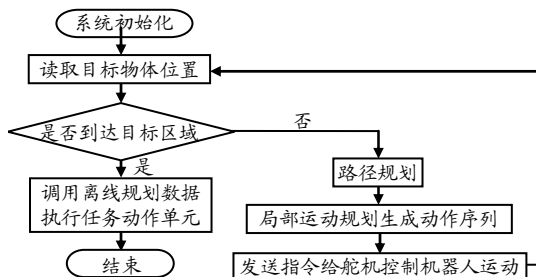 系统初始化
读取目标物体位置
是否到达目标区域
否
是
路径规划
调用离线规划数据
执行任务动作单元
局部运动规划生成动作序列
结束
发送指令给舵机控制机器人运动